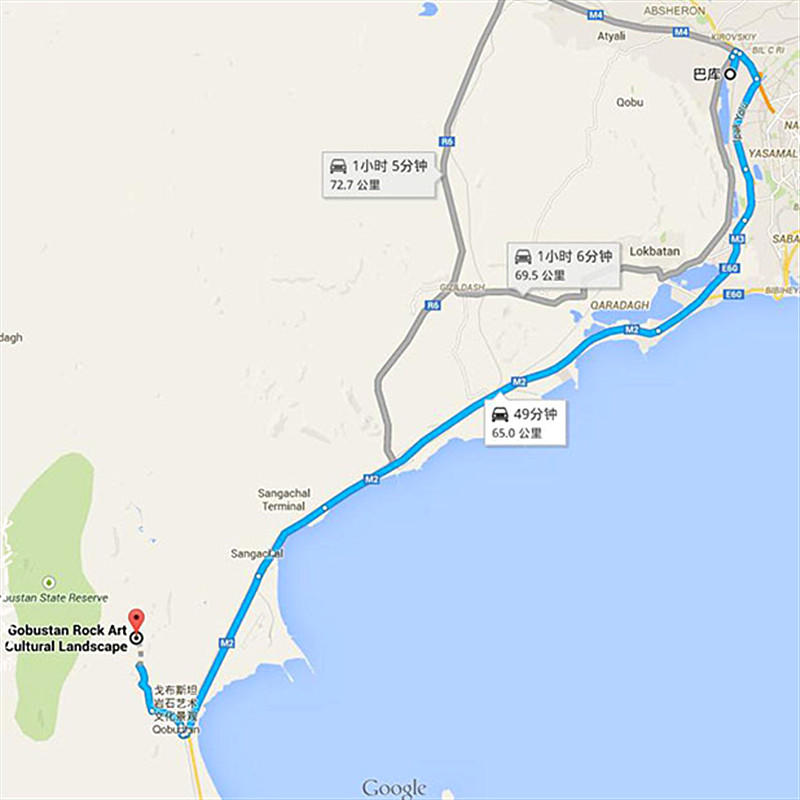 ABSHERON
M4
M4
KIROVSKIY
Atyali
BIL C RI
巴库
Qobu
R6
YASAMAL
1小时 5分钟
72.7 公里
M3
SABA
1小时 6分钟
69.5 公里
Lokbatan
E60
GIZILDASH
E60
R6
QARADAGH
M2
dagh
M2
49分钟
65.0 公里
M2
Sangachal
Terminal
Sangachal
ustan State Reserve
Gobustan Rock Art
Cultural Landscape
M2
戈布斯坦
岩石艺术
文化景观
Qobustan
Google